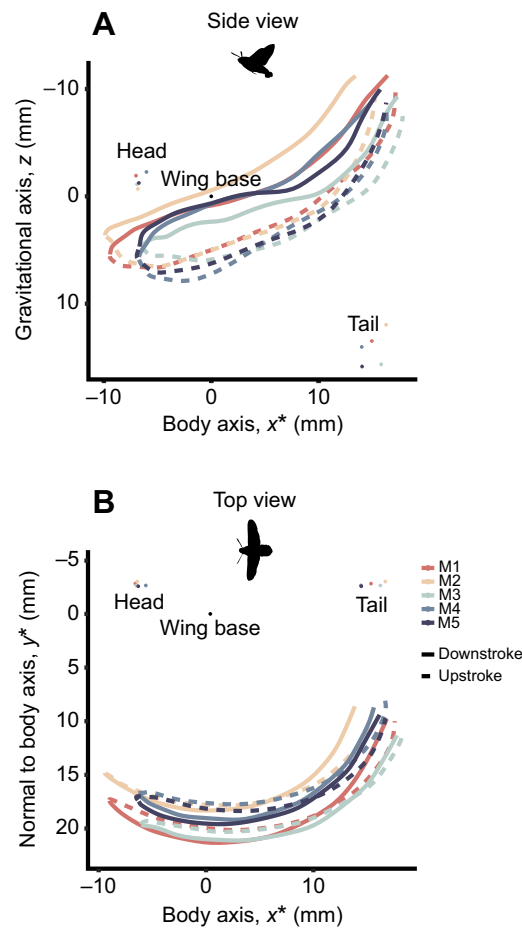 A
Side view
Gravitational axis, z (mm)
–10
0
10
Head
Wing base
Tail
–10
0
10
Body axis, x* (mm)
B
Top view
Normal to body axis, y* (mm)
–5
0
5
10
15
20
Head
Wing base
Tail
M1
M2
M3
M4
M5
Downstroke
Upstroke
–10
0
10
Body axis, x* (mm)